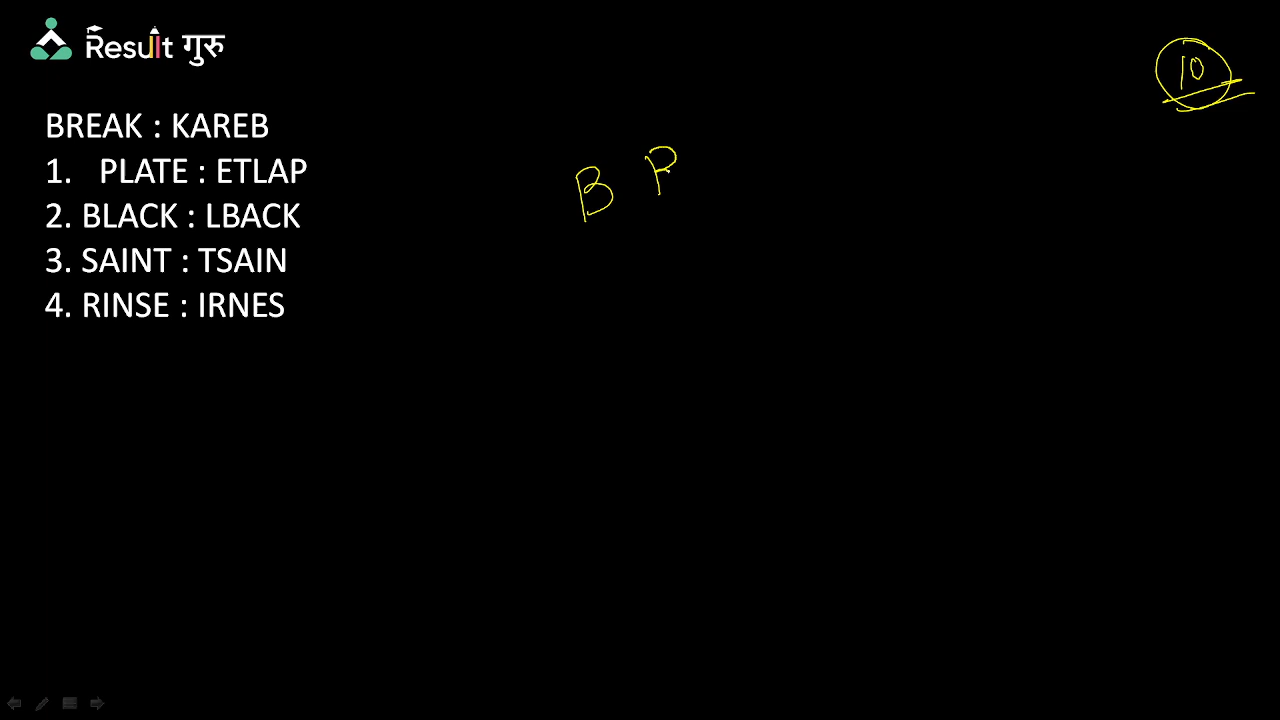 Result गुरु
10
BREAK : KAREB
1. PLATE : ETLAP
2. BLACK : LBACK
3. SAINT : TSAIN
4. RINSE : IRNES
B P